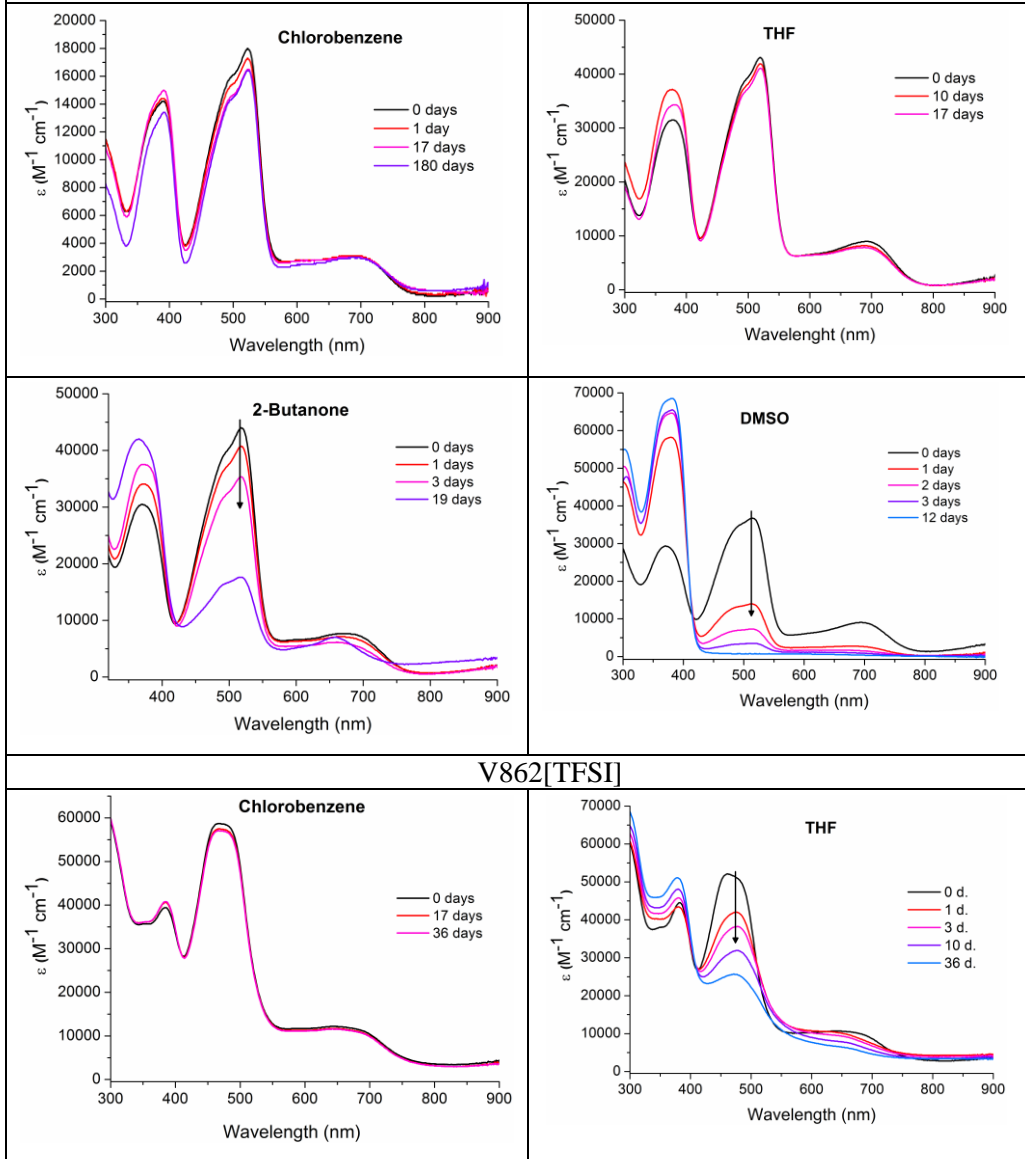 Chlorobenzene
ε (M⁻¹ cm⁻¹)
20000
18000
16000
14000
12000
10000
8000
6000
4000
2000
0
0 days
1 day
17 days
180 days
300 400 500 600 700 800 900
Wavelength (nm)
THF
ε (M⁻¹ cm⁻¹)
50000
40000
30000
20000
10000
0
0 days
10 days
17 days
300 400 500 600 700 800 900
Wavelenght (nm)
2-Butanone
ε (M⁻¹ cm⁻¹)
50000
40000
30000
20000
10000
0
0 days
1 days
3 days
19 days
400 500 600 700 800 900
Wavelength (nm)
DMSO
ε (M⁻¹ cm⁻¹)
70000
60000
50000
40000
30000
20000
10000
0
0 days
1 day
2 days
3 days
12 days
300 400 500 600 700 800 900
Wavelength (nm)
V862[TFSI]
Chlorobenzene
ε (M⁻¹ cm⁻¹)
60000
50000
40000
30000
20000
10000
0
0 days
17 days
36 days
300 400 500 600 700 800 900
Wavelength (nm)
THF
ε (M⁻¹ cm⁻¹)
70000
60000
50000
40000
30000
20000
10000
0
0 d.
1 d.
3 d.
10 d.
36 d.
300 400 500 600 700 800 900
Wavelength (nm)